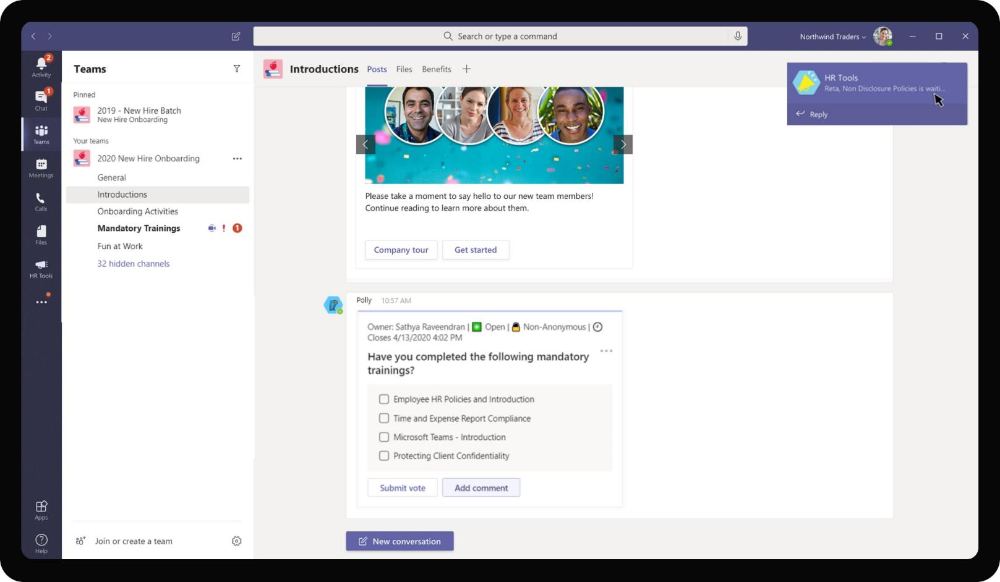 Search or type a command
Northwind Traders
2
Activity
1
Chat
Teams
Meetings
Calls
Files
HR Tools
Apps
Help
Teams
Pinned
2019 - New Hire Batch
New Hire Onboarding
Your teams
2020 New Hire Onboarding
General
Introductions
Onboarding Activities
Mandatory Trainings ! 1
Fun at Work
32 hidden channels
Join or create a team
Introductions Posts Files Benefits
HR Tools
Reta, Non Disclosure Policies is waiti...
Reply
Please take a moment to say hello to our new team members!
Continue reading to learn more about them.
Company tour Get started
Polly 10:57 AM
Owner: Sathya Raveendran | Open | Non-Anonymous |
Closes 4/13/2020 4:02 PM
Have you completed the following mandatory
trainings?
Employee HR Policies and Introduction
Time and Expense Report Compliance
Microsoft Teams - Introduction
Protecting Client Confidentiality
Submit vote Add comment
New conversation